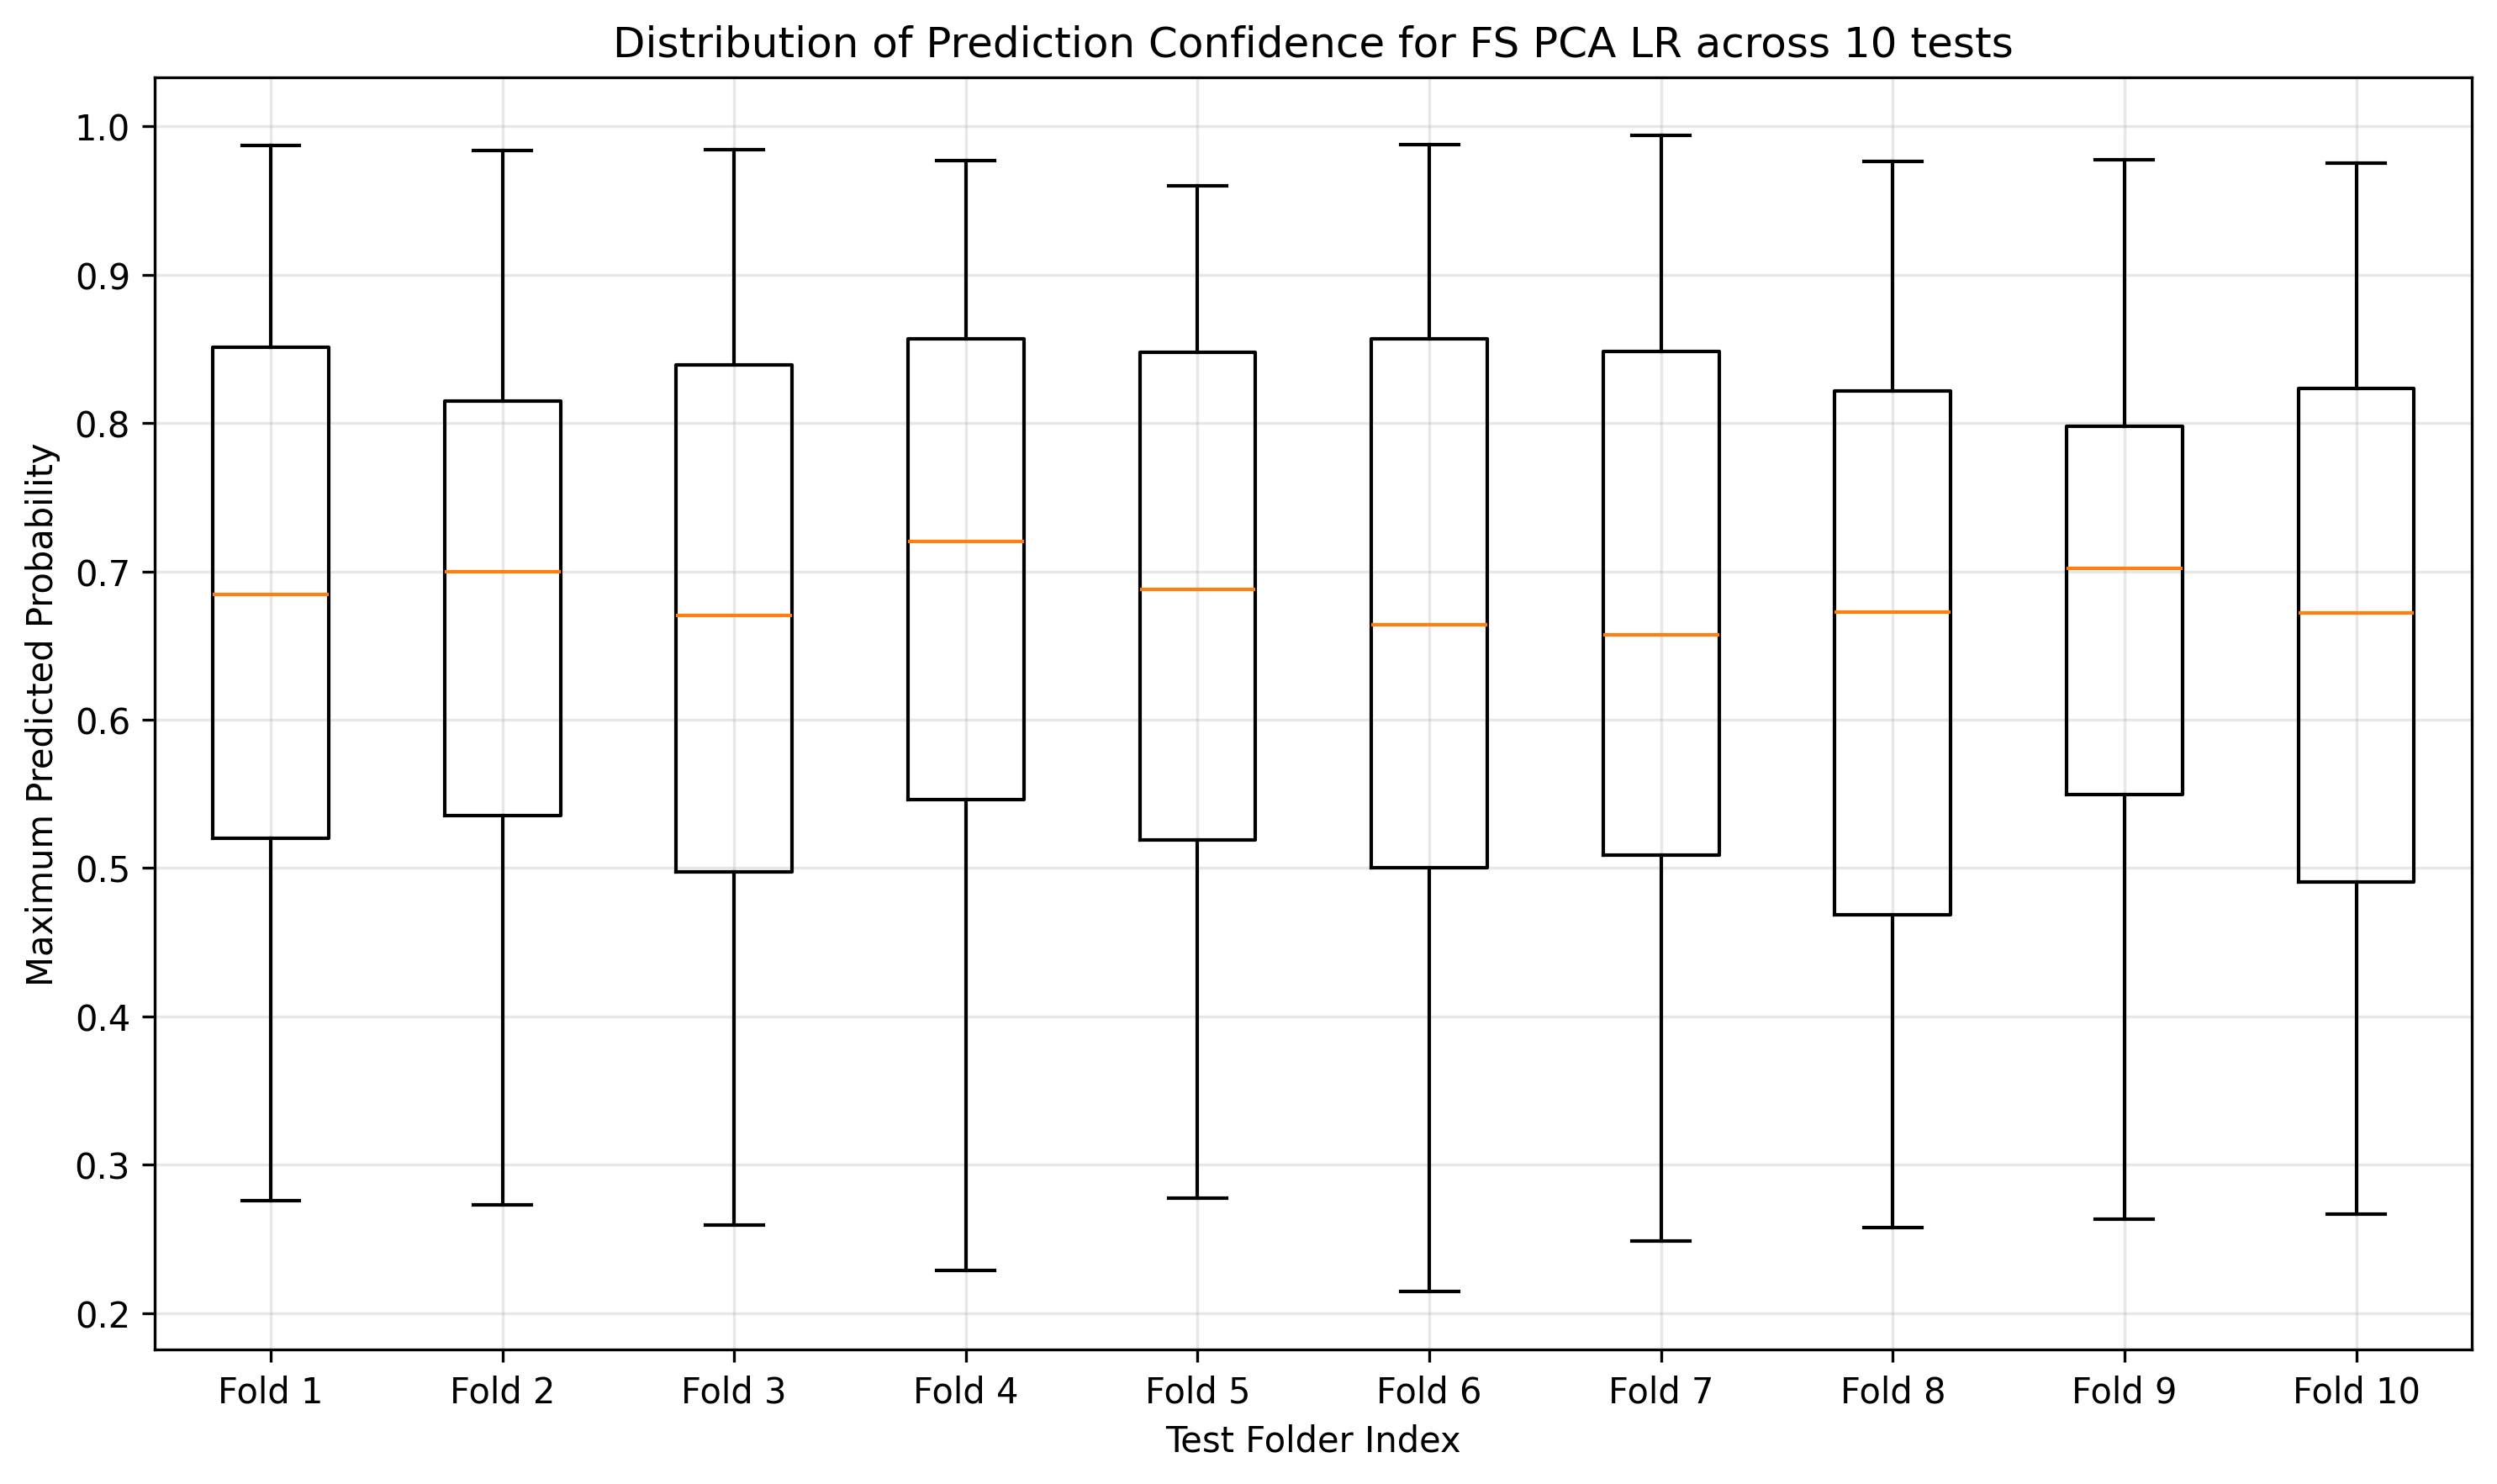 Distribution of Prediction Confidence for FS PCA LR across 10 tests
Maximum Predicted Probability
1.0
0.9
0.8
0.7
0.6
0.5
0.4
0.3
0.2
Fold 1 Fold 2 Fold 3 Fold 4 Fold 5 Fold 6 Fold 7 Fold 8 Fold 9 Fold 10
Test Folder Index